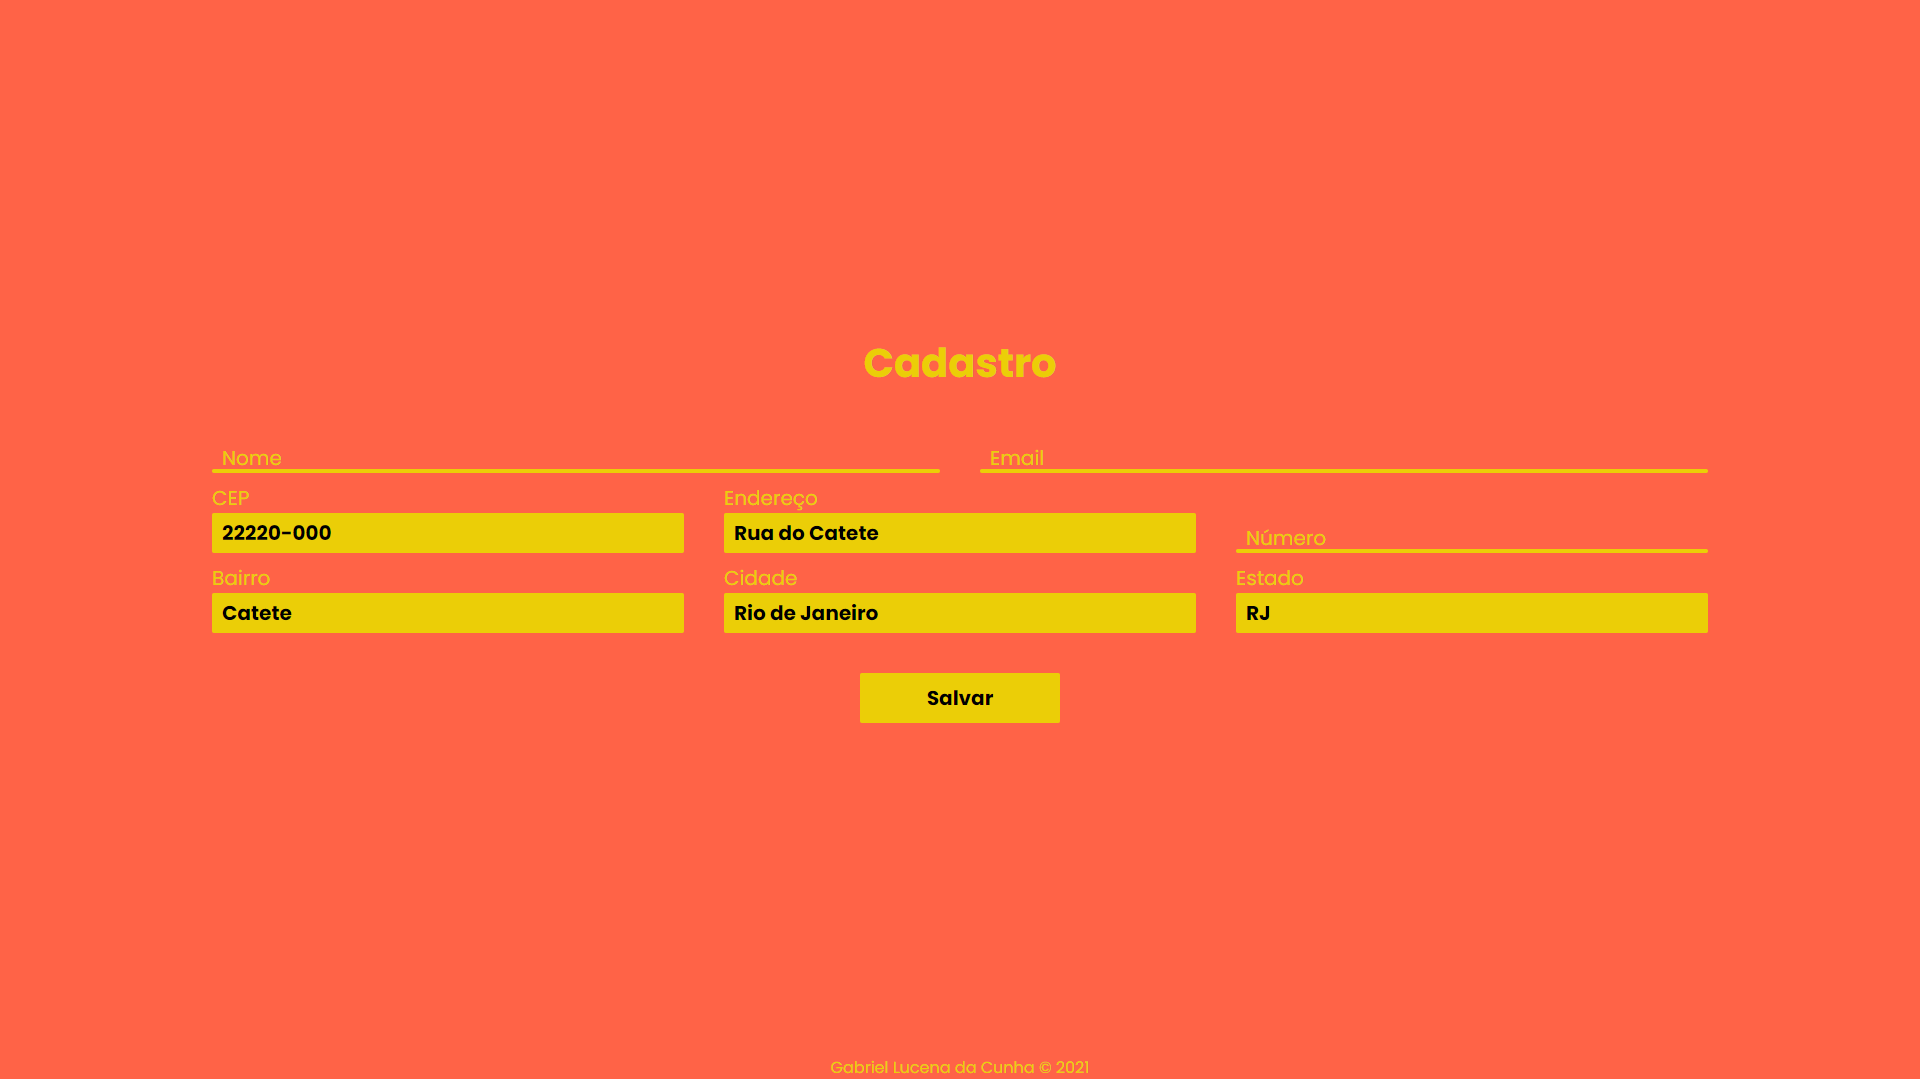 Cadastro
Nome
Email
CEP
Endereço
22220-000
Rua do Catete
Número
Bairro
Cidade
Estado
Catete
Rio de Janeiro
RJ
Salvar
Gabriel Lucena da Cunha © 2021